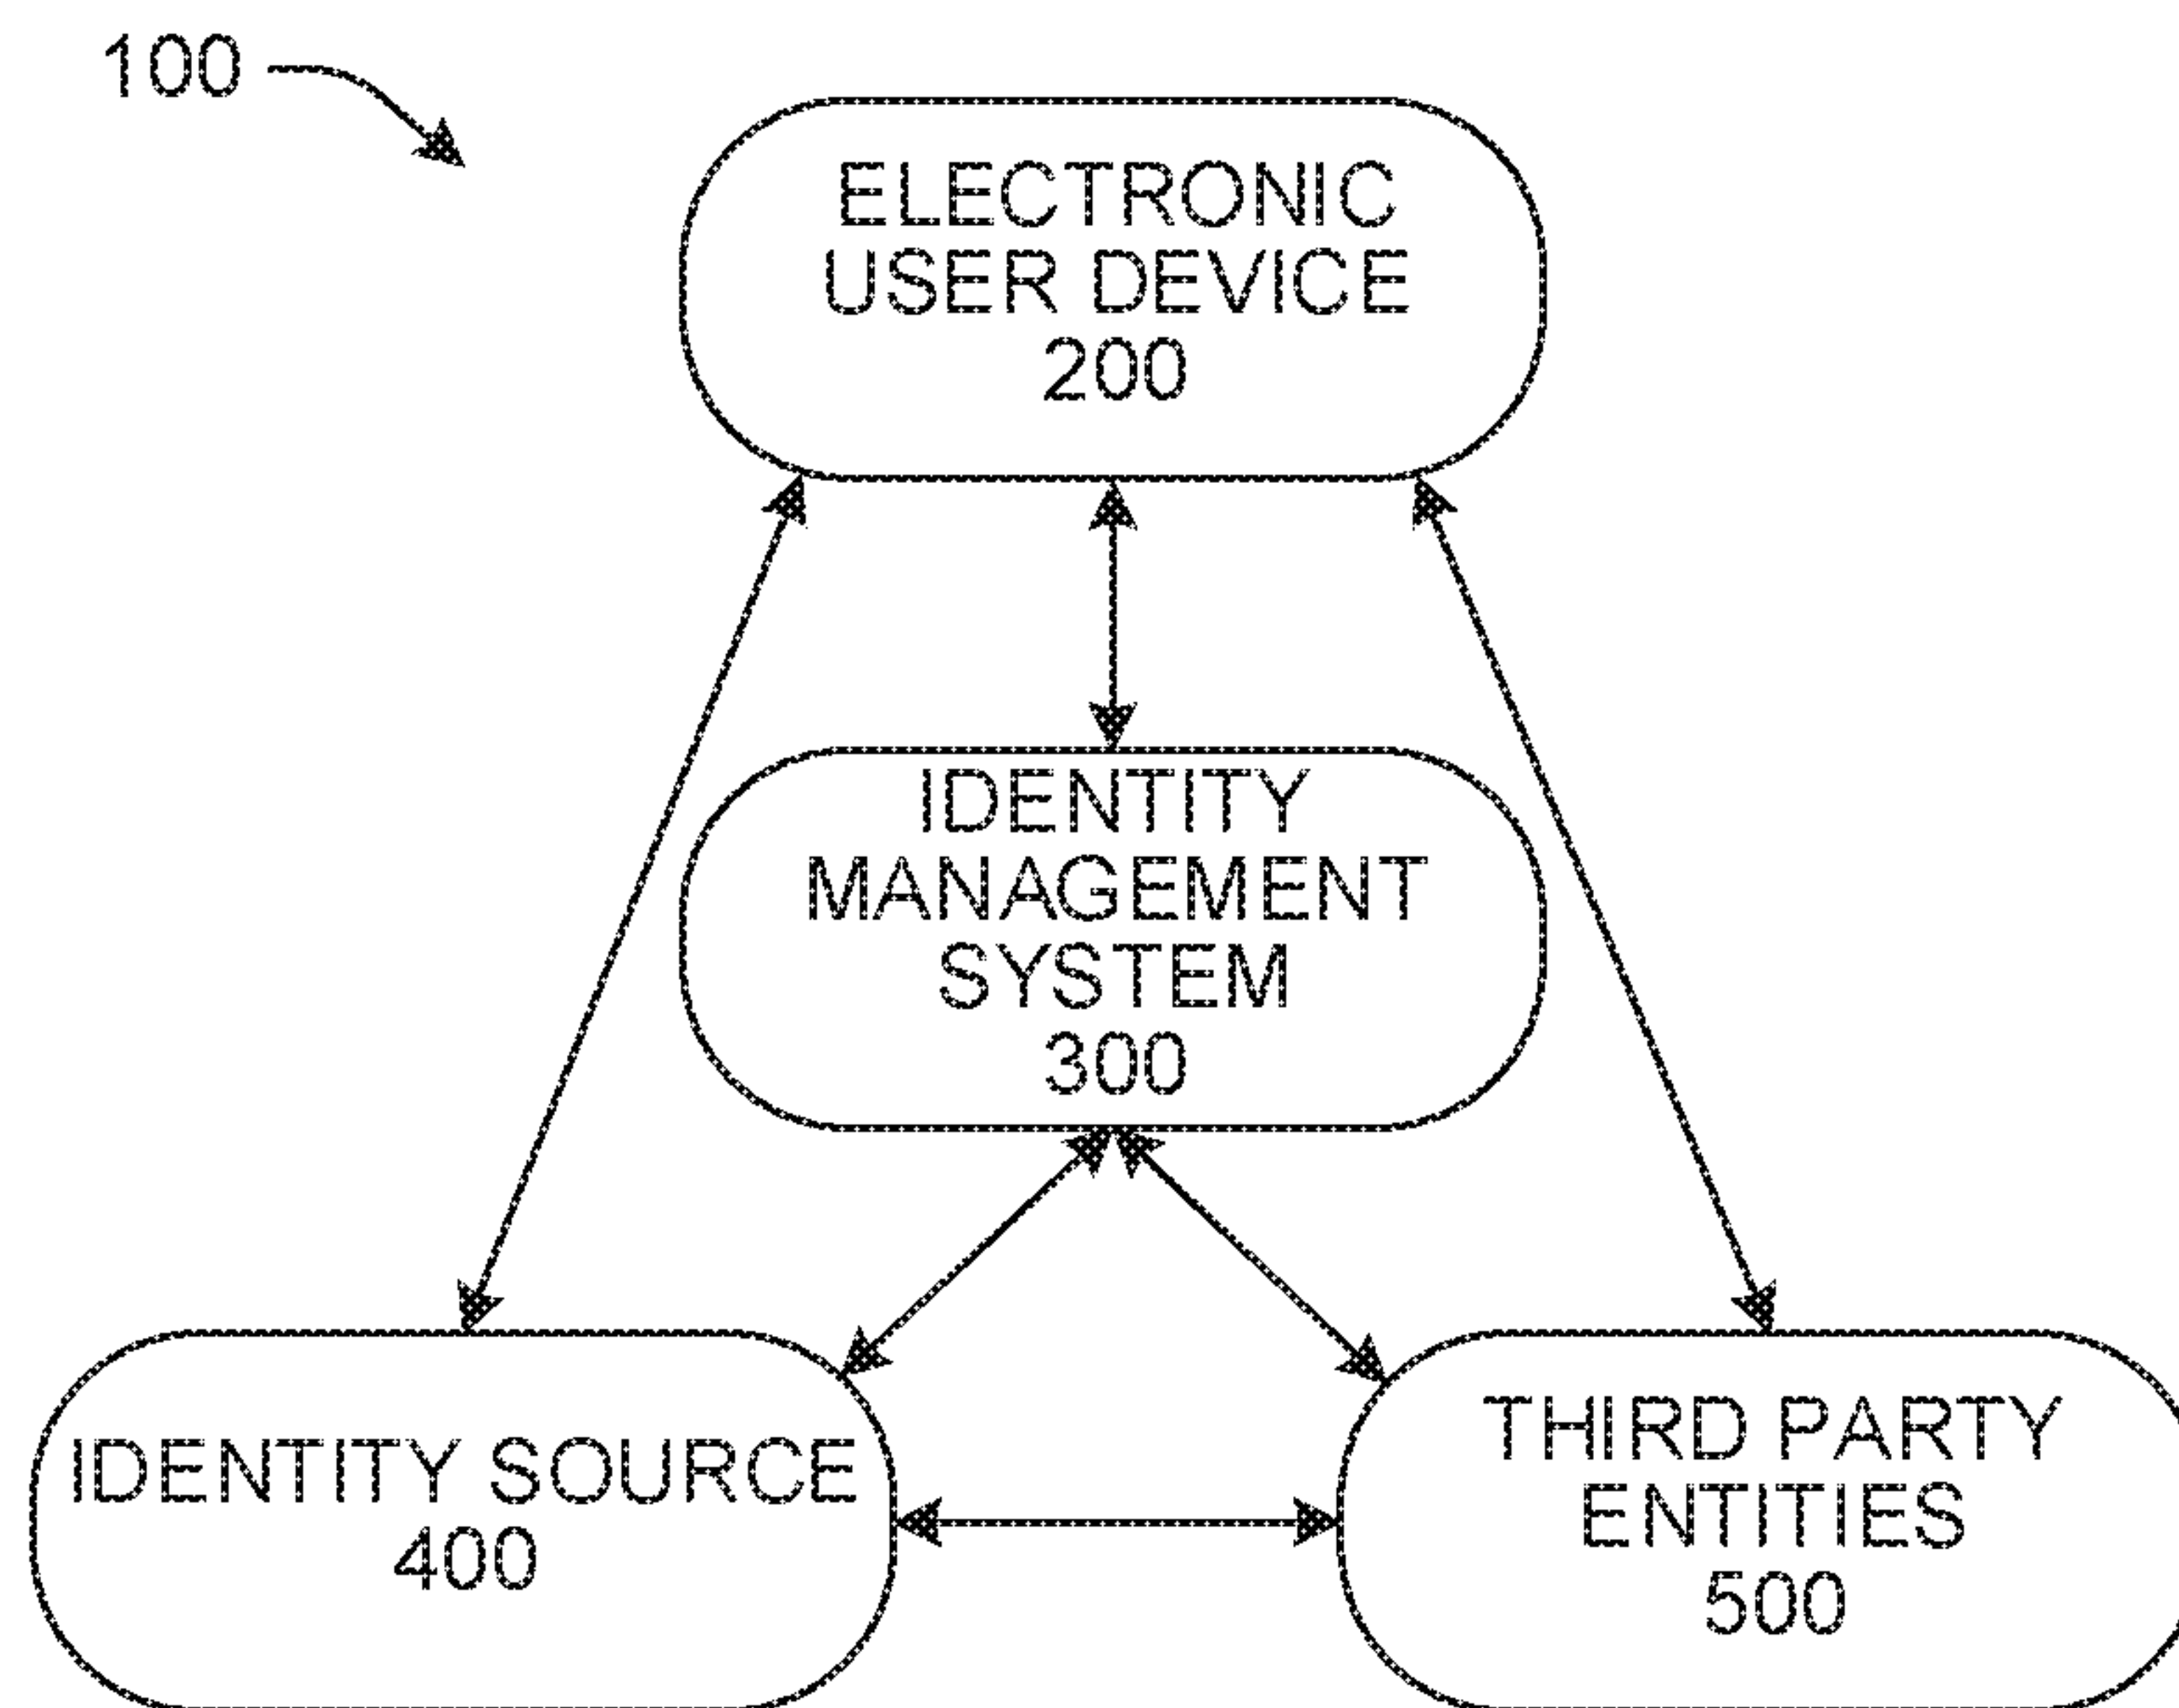 100
ELECTRONIC
USER DEVICE
200
IDENTITY
MANAGEMENT
SYSTEM
300
IDENTITY SOURCE
400
THIRD PARTY
ENTITIES
500